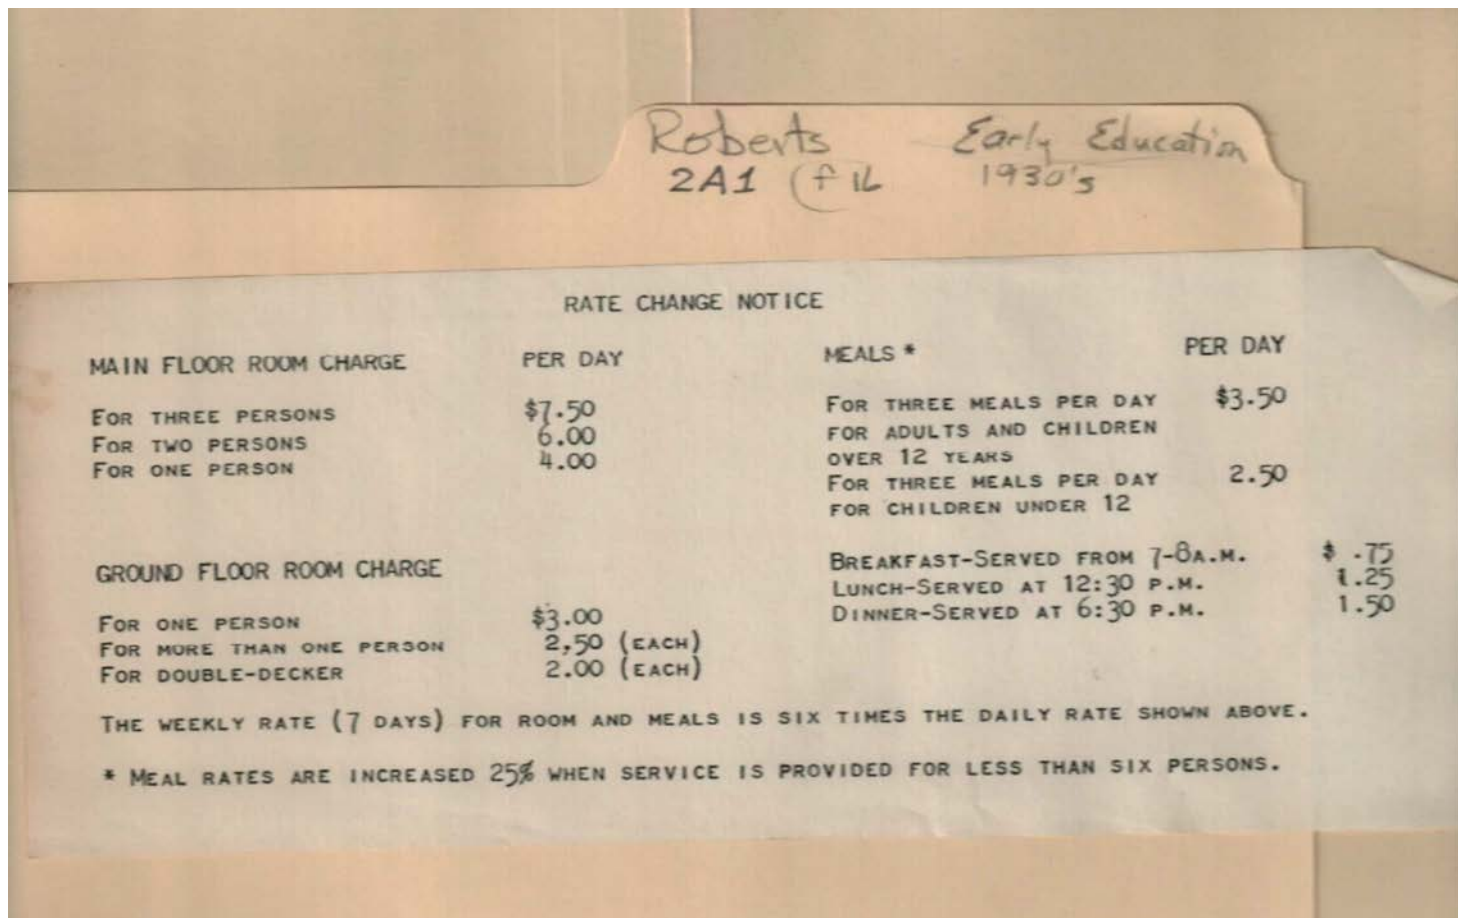 Roberts Early Education
2A1 (f IL 1930's
RATE CHANGE NOTICE
MAIN FLOOR ROOM CHARGE PER DAY
FOR THREE PERSONS $7.50
FOR TWO PERSONS 6.00
FOR ONE PERSON 4.00
GROUND FLOOR ROOM CHARGE
FOR ONE PERSON $3.00
FOR MORE THAN ONE PERSON 2,50 (EACH)
FOR DOUBLE-DECKER 2.00 (EACH)
MEALS * PER DAY
FOR THREE MEALS PER DAY $3.50
FOR ADULTS AND CHILDREN
OVER 12 YEARS
FOR THREE MEALS PER DAY 2.50
FOR CHILDREN UNDER 12
BREAKFAST-SERVED FROM 7-8A.M. $ .75
LUNCH-SERVED AT 12:30 P.M. 1.25
DINNER-SERVED AT 6:30 P.M. 1.50
THE WEEKLY RATE (7 DAYS) FOR ROOM AND MEALS IS SIX TIMES THE DAILY RATE SHOWN ABOVE.
* MEAL RATES ARE INCREASED 25% WHEN SERVICE IS PROVIDED FOR LESS THAN SIX PERSONS.